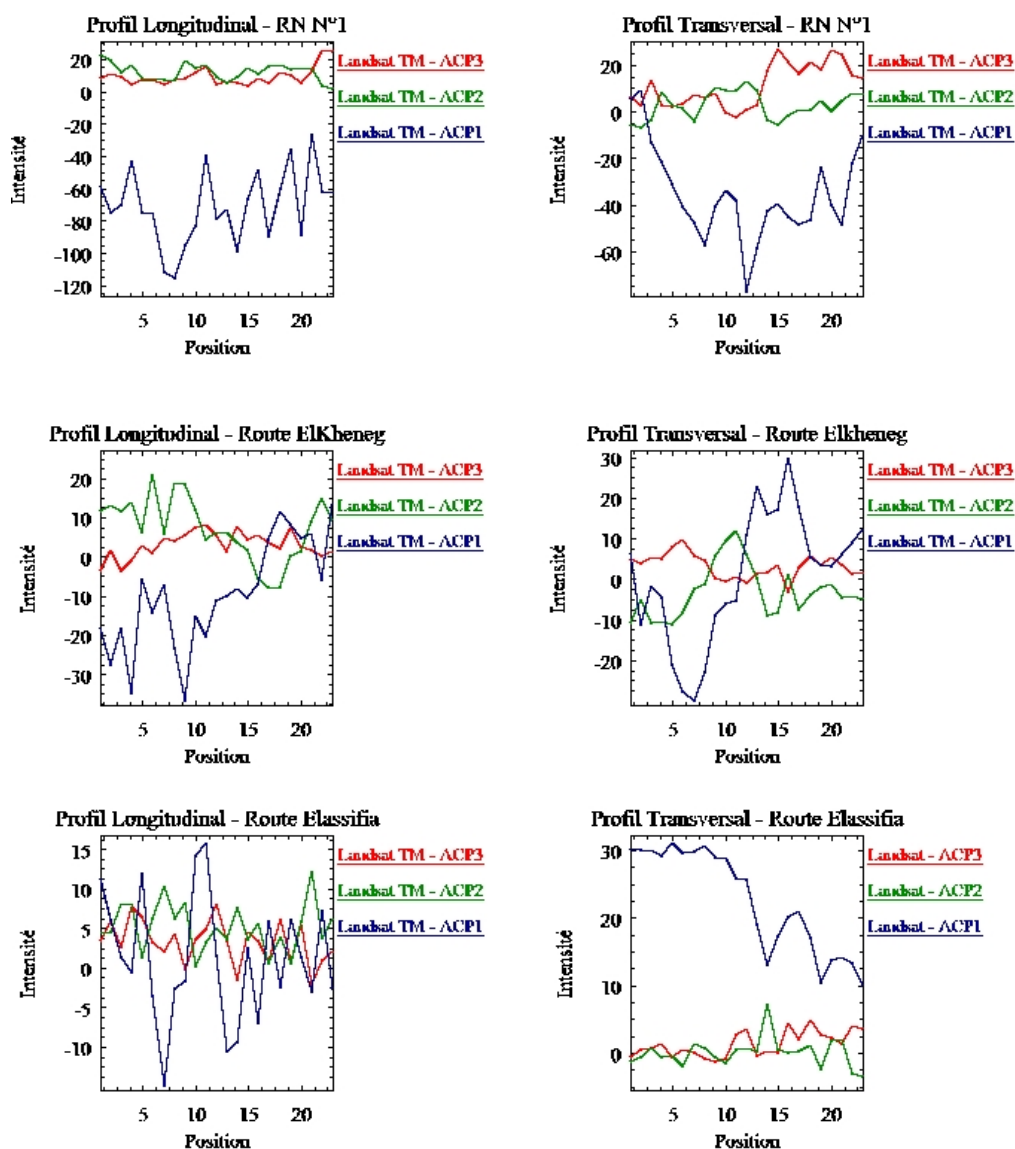 Profil Longitudinal - RN N°1
Landsat TM - ACP3
Landsat TM - ACP2
Landsat TM - ACP1
Intensité
20
0
-20
-40
-60
-80
-100
-120
5 10 15 20
Position
Profil Transversal - RN N°1
Landsat TM - ACP3
Landsat TM - ACP2
Landsat TM - ACP1
Intensité
20
0
-20
-40
-60
5 10 15 20
Position
Profil Longitudinal - Route ElKheneg
Landsat TM - ACP3
Landsat TM - ACP2
Landsat TM - ACP1
Intensité
20
10
0
-10
-20
-30
5 10 15 20
Position
Profil Transversal - Route Elkheneg
Landsat TM - ACP3
Landsat TM - ACP2
Landsat TM - ACP1
Intensité
30
20
10
0
-10
-20
5 10 15 20
Position
Profil Longitudinal - Route Elassifia
Landsat TM - ACP3
Landsat TM - ACP2
Landsat TM - ACP1
Intensité
15
10
5
0
-5
-10
5 10 15 20
Position
Profil Transversal - Route Elassifia
Landsat TM - ACP3
Landsat TM - ACP2
Landsat TM - ACP1
Intensité
30
20
10
0
5 10 15 20
Position